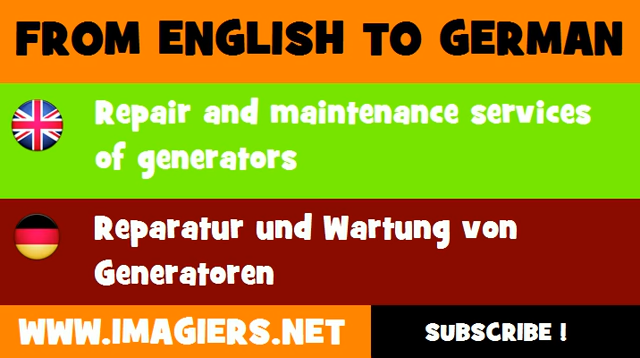 FROM ENGLISH TO GERMAN
Repair and maintenance services
of generators
Reparatur und Wartung von
Generatoren
WWW.IMAGIERS.NET
SUBSCRIBE !